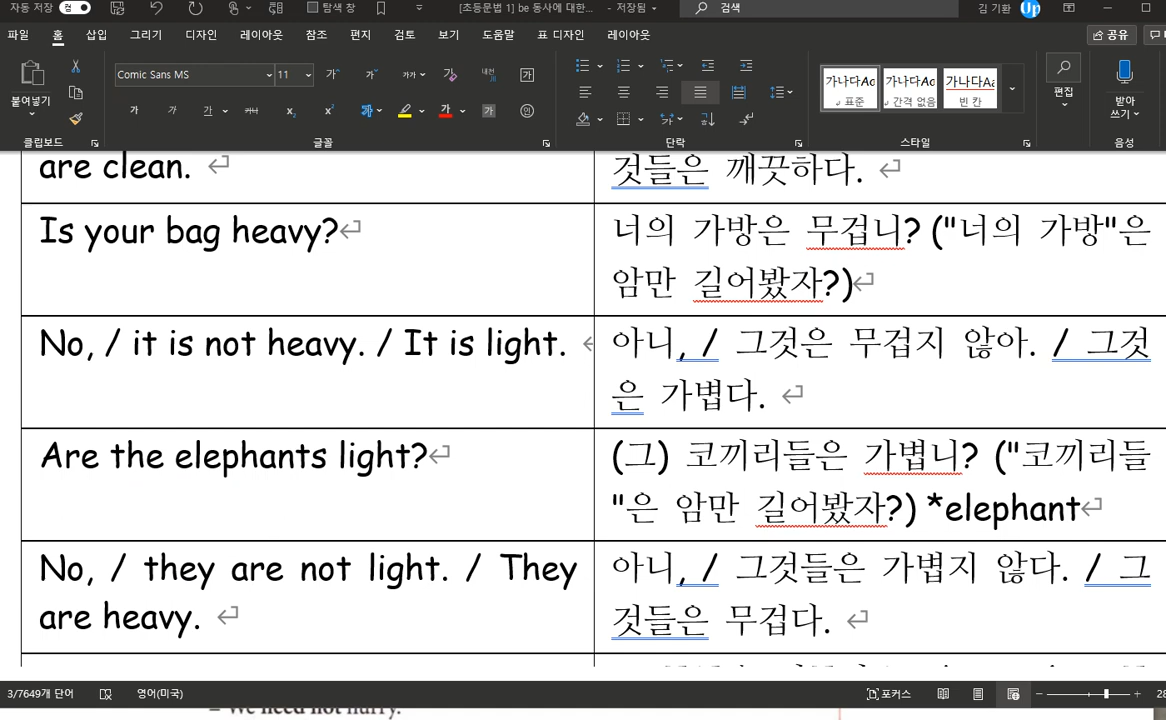 자동 저장
탐색 창
[초등문법 1] be 동사에 대한... - 저장됨
검색
김 기환
Up
파일 홈 삽입 그리기 디자인 레이아웃 참조 편지 검토 보기 도움말 표 디자인 레이아웃
공유
붙여넣기
Comic Sans MS 11
가나다Aa 가나다Aa 가나다Aa
표준 간격 없음 빈 칸
편집
받아
쓰기
클립보드 글꼴 단락 스타일 음성
are clean.
것들은 깨끗하다.
Is your bag heavy?
너의 가방은 무겁니? ("너의 가방"은
암만 길어봤자?)
No, / it is not heavy. / It is light.
아니, / 그것은 무겁지 않아. / 그것
은 가볍다.
Are the elephants light?
(그) 코끼리들은 가볍니? ("코끼리들
"은 암만 길어봤자?) *elephant
No, / they are not light. / They
are heavy.
아니, / 그것들은 가볍지 않다. / 그
것들은 무겁다.
3/7649개 단어
영어(미국)
포커스
28
- We need not hurry.